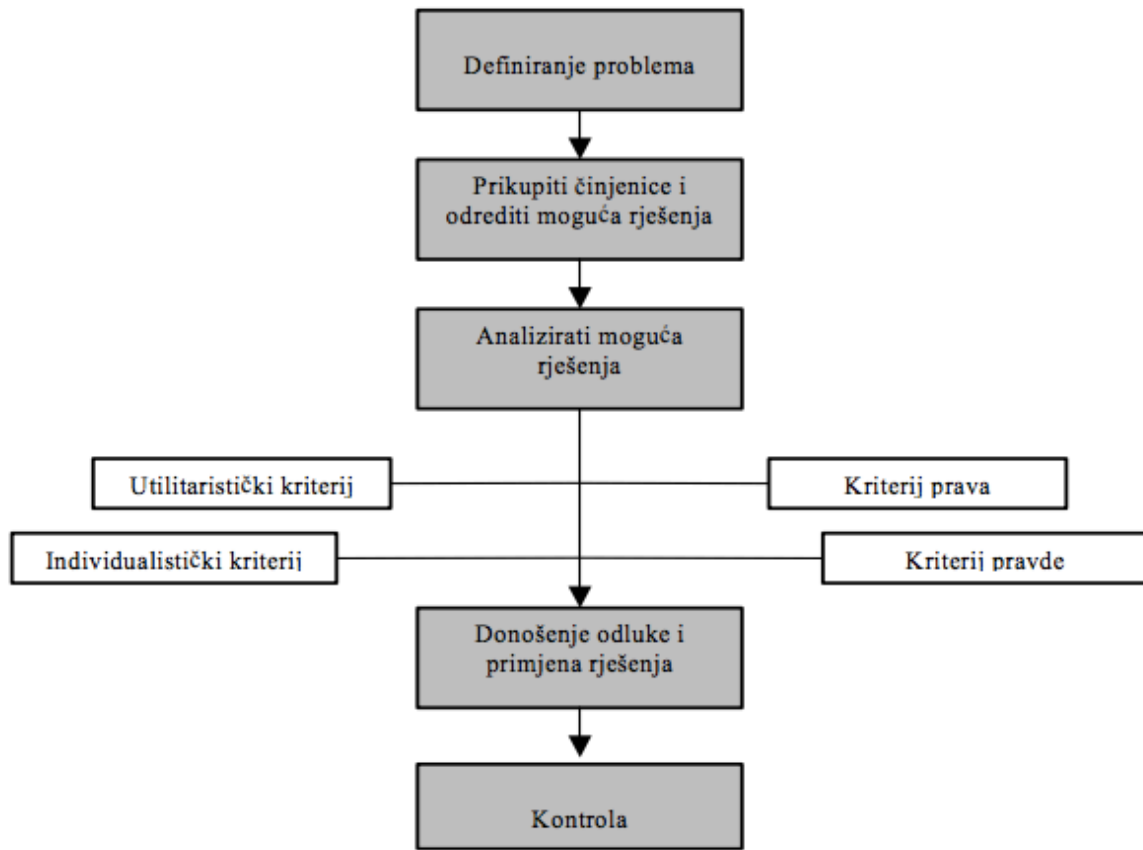 Definiranje problema
Prikupiti činjenice i
odrediti moguća rješenja
Analizirati moguća
rješenja
Utilitaristički kriterij
Kriterij prava
Individualistički kriterij
Kriterij pravde
Donošenje odluke i
primjena rješenja
Kontrola